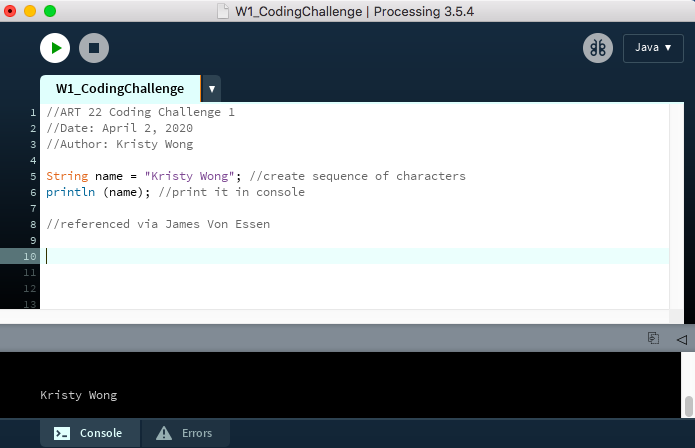 W1_CodingChallenge | Processing 3.5.4
Java ▼
W1_CodingChallenge ▼
1 //ART 22 Coding Challenge 1
2 //Date: April 2, 2020
3 //Author: Kristy Wong
4
5 String name = "Kristy Wong"; //create sequence of characters
6 println (name); //print it in console
7
8 //referenced via James Von Essen
9
10
11
12
13
Kristy Wong
Console Errors